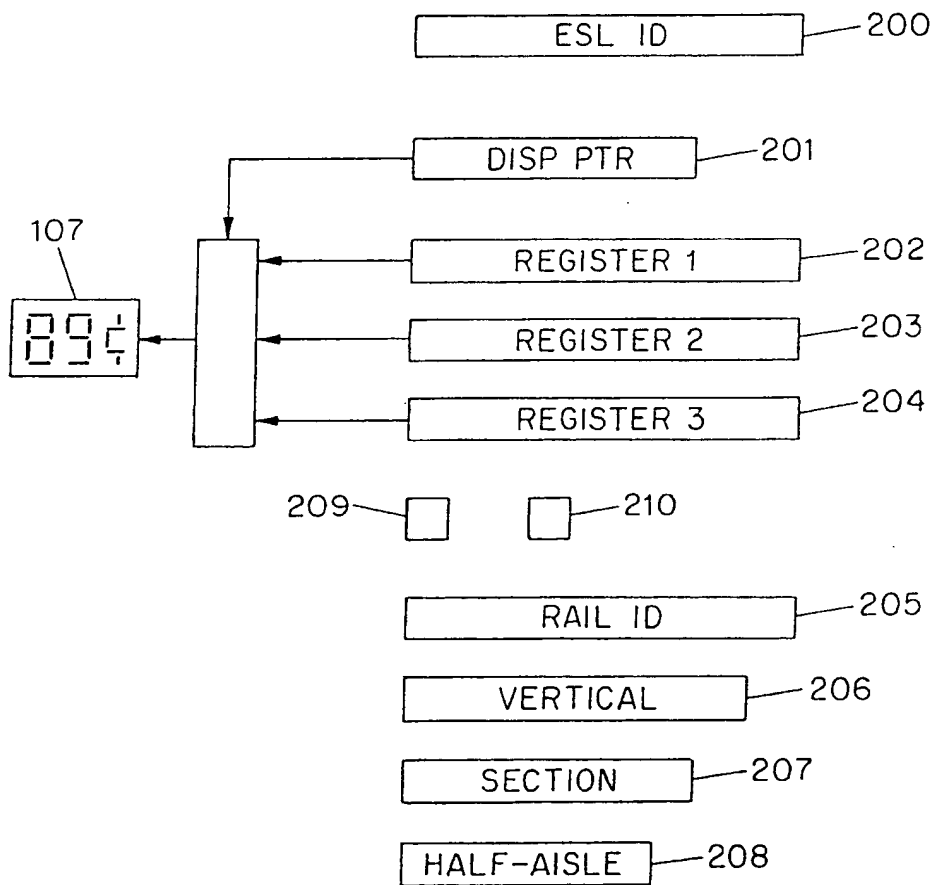 ESL ID 200
DISP PTR 201
107
REGISTER 1 202
89¢
REGISTER 2 203
REGISTER 3 204
209 210
RAIL ID 205
VERTICAL 206
SECTION 207
HALF-AISLE 208